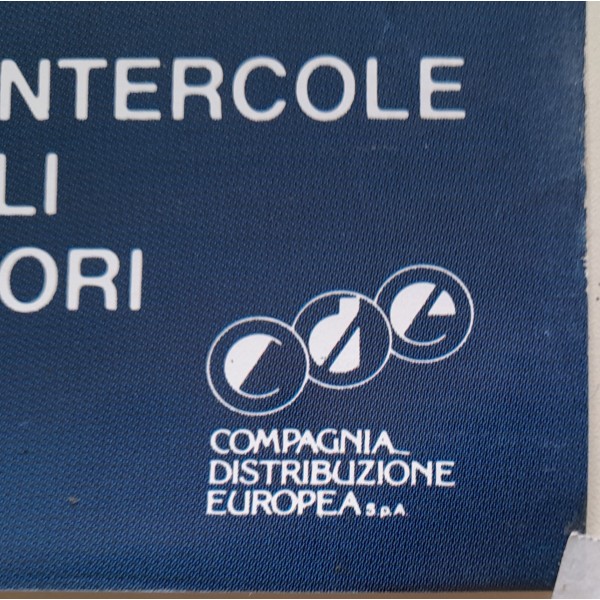 NTERCOLE
LI
ORI
cde
COMPAGNIA
DISTRIBUZIONE
EUROPEA S.p.A.